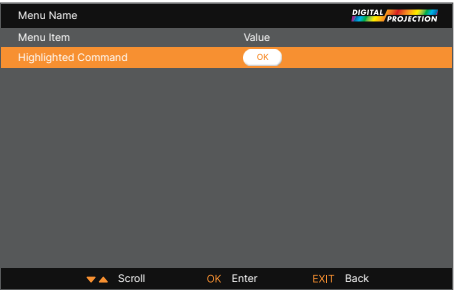 Menu Name
DIGITAL
PROJECTION
Menu Item Value
Highlighted Command OK
Scroll OK Enter EXIT Back